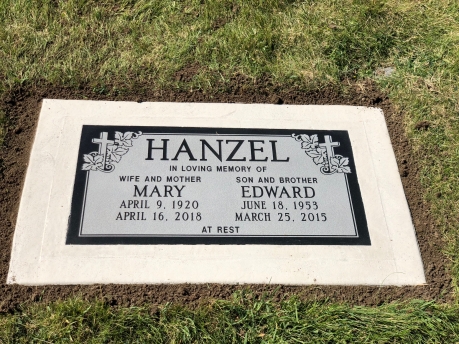 HANZEL
IN LOVING MEMORY OF
WIFE AND MOTHER
MARY
APRIL 9, 1920
APRIL 16, 2018
SON AND BROTHER
EDWARD
JUNE 18, 1953
MARCH 25, 2015
AT REST